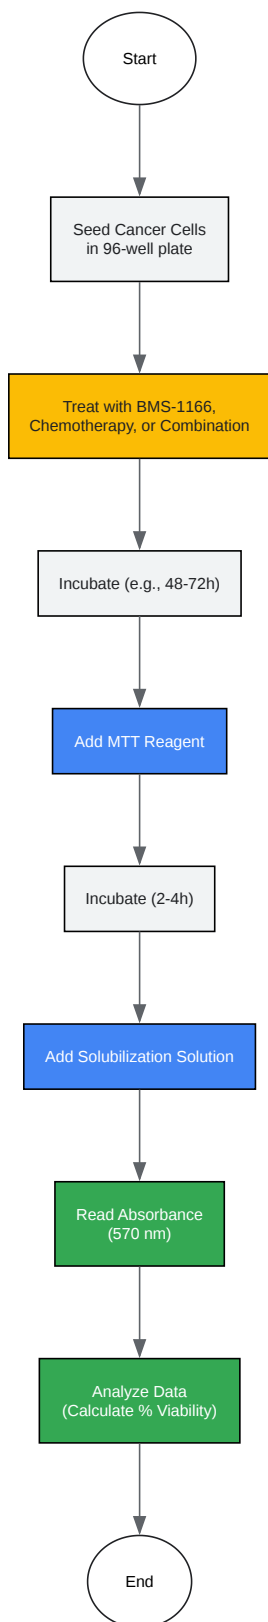 Start
Seed Cancer Cells
in 96-well plate
Treat with BMS-1166,
Chemotherapy, or Combination
Incubate (e.g., 48-72h)
Add MTT Reagent
Incubate (2-4h)
Add Solubilization Solution
Read Absorbance
(570 nm)
Analyze Data
(Calculate % Viability)
End